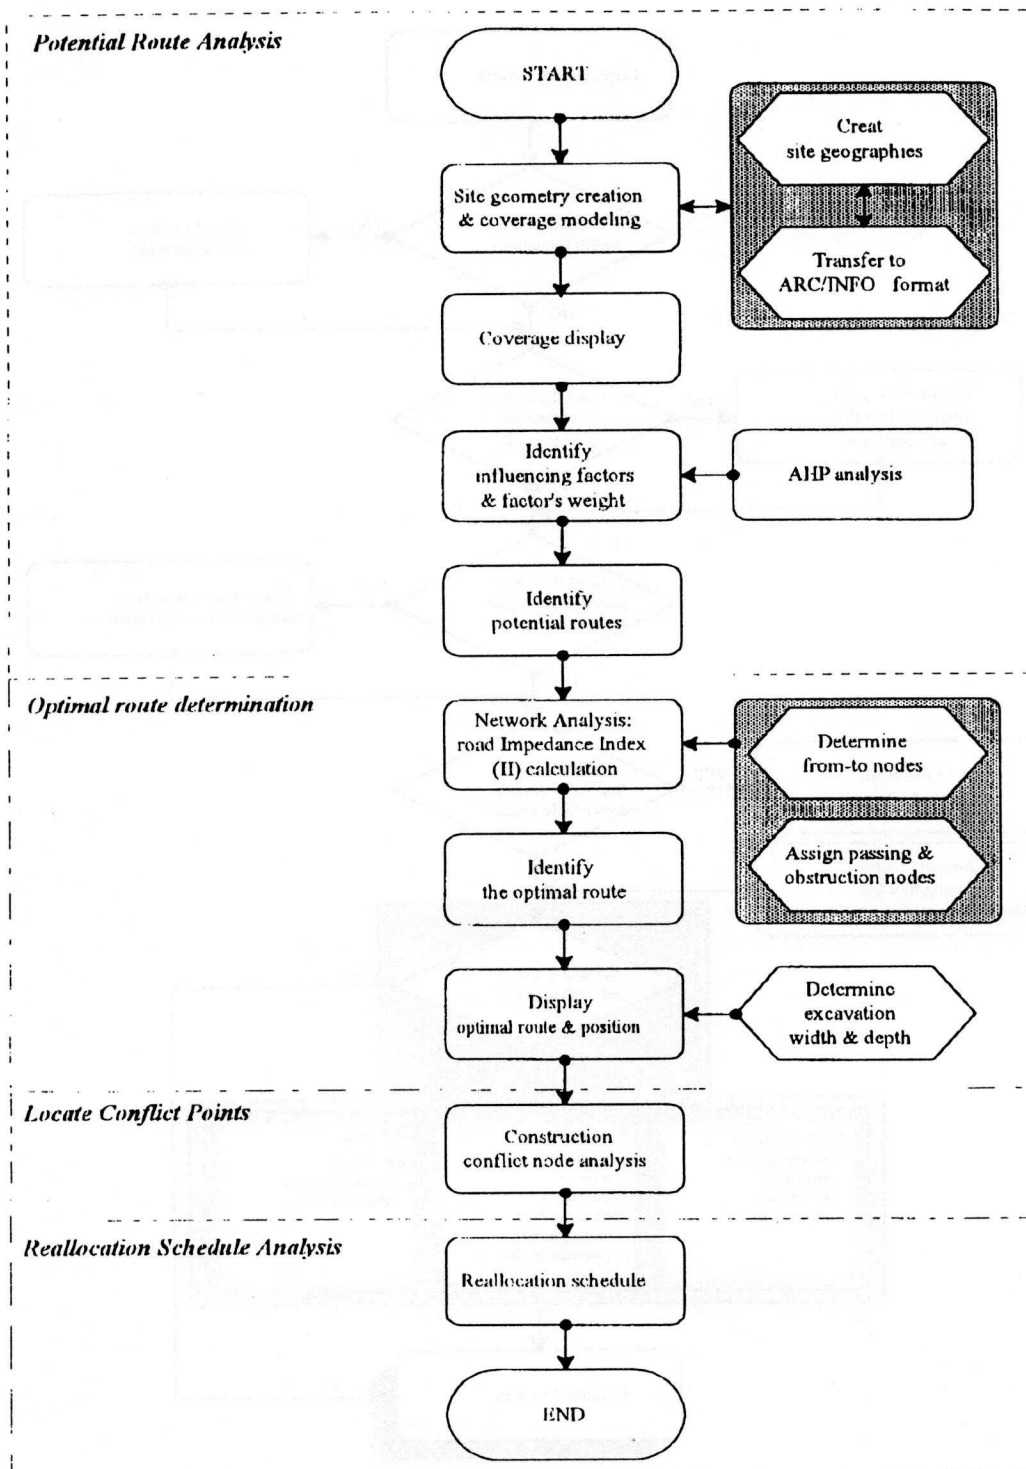 Potential Route Analysis
START
Creat
site geographies
Site geometry creation
& coverage modeling
Transfer to
ARC/INFO format
Coverage display
Identify
influencing factors
& factor's weight
AHP analysis
Identify
potential routes
Optimal route determination
Network Analysis:
road Impedance Index
(II) calculation
Determine
from-to nodes
Identify
the optimal route
Assign passing &
obstruction nodes
Display
optimal route & position
Determine
excavation
width & depth
Locate Conflict Points
Construction
conflict node analysis
Reallocation Schedule Analysis
Reallocation schedule
END